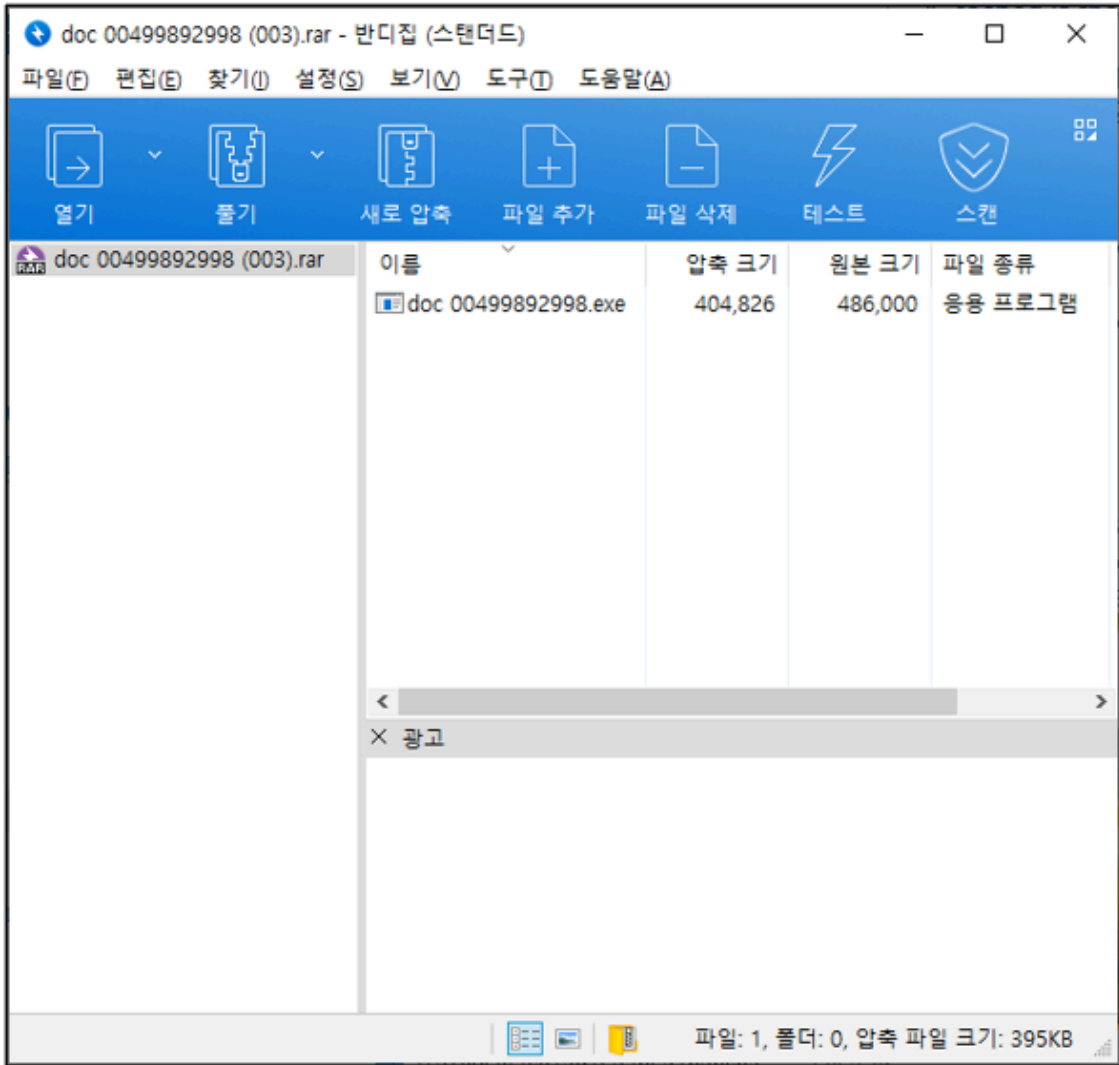 doc 00499892998 (003).rar - 반디집 (스탠더드)
파일(F) 편집(E) 찾기(I) 설정(S) 보기(V) 도구(T) 도움말(A)
열기 풀기 새로 압축 파일 추가 파일 삭제 테스트 스캔
RAR doc 00499892998 (003).rar
이름 압축 크기 원본 크기 파일 종류
doc 00499892998.exe 404,826 486,000 응용 프로그램
광고
파일: 1, 폴더: 0, 압축 파일 크기: 395KB